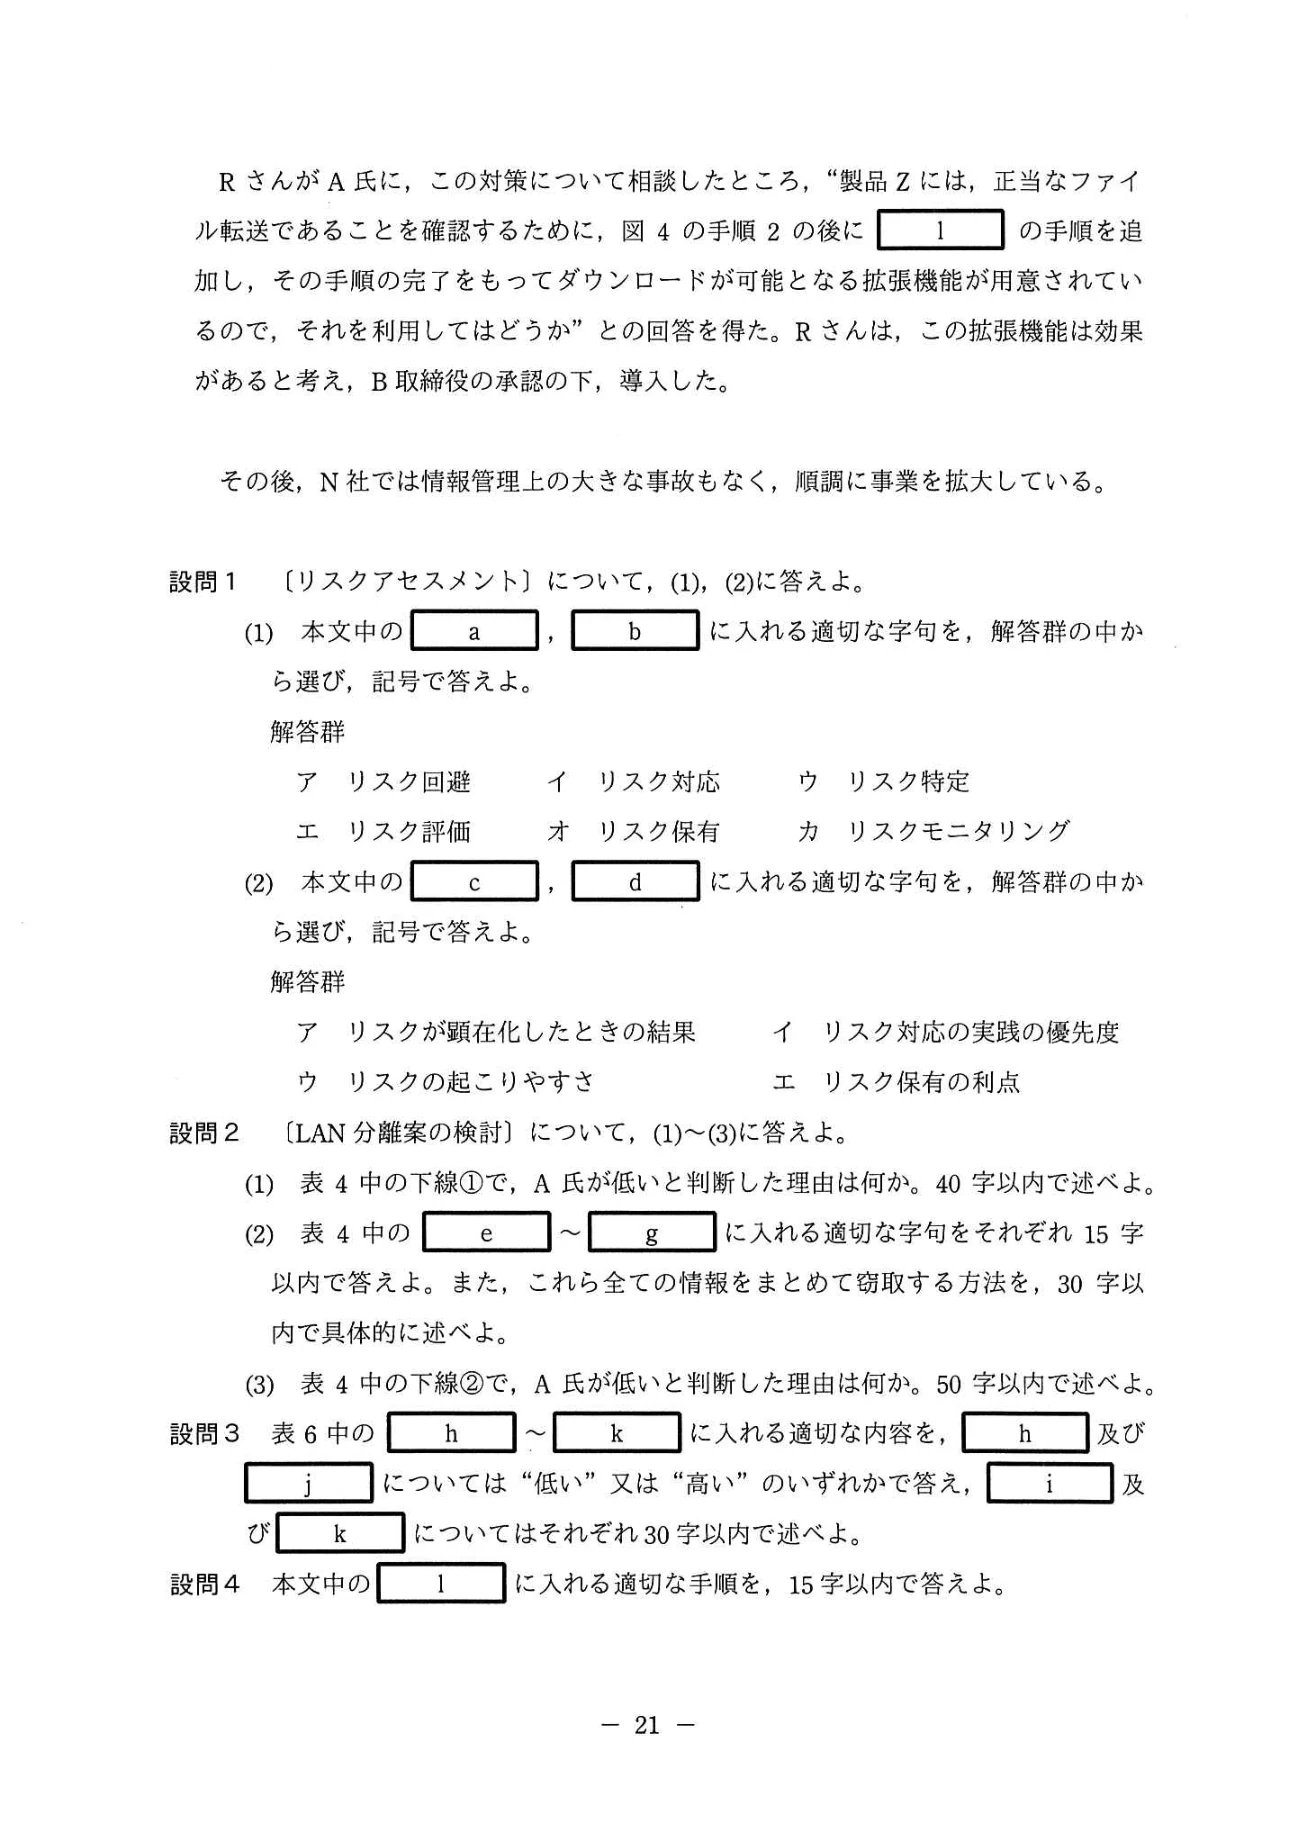 R さんが A 氏に，この対策について相談したところ，“製品 Z には，正当なファイ
ル転送であることを確認するために，図 4 の手順 2 の後に l の手順を追
加し，その手順の完了をもってダウンロードが可能となる拡張機能が用意されてい
るので，それを利用してはどうか” との回答を得た。R さんは，この拡張機能は効果
があると考え，B 取締役の承認の下，導入した。
その後，N 社では情報管理上の大きな事故もなく，順調に事業を拡大している。
設問１ 〔リスクアセスメント〕について，(1)，(2)に答えよ。
(1) 本文中の a ， b に入れる適切な字句を，解答群の中か
ら選び，記号で答えよ。
解答群
ア リスク回避 イ リスク対応 ウ リスク特定
エ リスク評価 オ リスク保有 カ リスクモニタリング
(2) 本文中の c ， d に入れる適切な字句を，解答群の中か
ら選び，記号で答えよ。
解答群
ア リスクが顕在化したときの結果 イ リスク対応の実践の優先度
ウ リスクの起こりやすさ エ リスク保有の利点
設問２ 〔LAN 分離案の検討〕について，(1)～(3)に答えよ。
(1) 表 4 中の下線①で，A 氏が低いと判断した理由は何か。40 字以内で述べよ。
(2) 表 4 中の e ～ g に入れる適切な字句をそれぞれ 15 字
以内で答えよ。また，これら全ての情報をまとめて窃取する方法を，30 字以
内で具体的に述べよ。
(3) 表 4 中の下線②で，A 氏が低いと判断した理由は何か。50 字以内で述べよ。
設問３ 表 6 中の h ～ k に入れる適切な内容を， h 及び
j については “低い” 又は “高い” のいずれかで答え， i 及
び k についてはそれぞれ 30 字以内で述べよ。
設問４ 本文中の l に入れる適切な手順を，15 字以内で答えよ。
－ 21 －